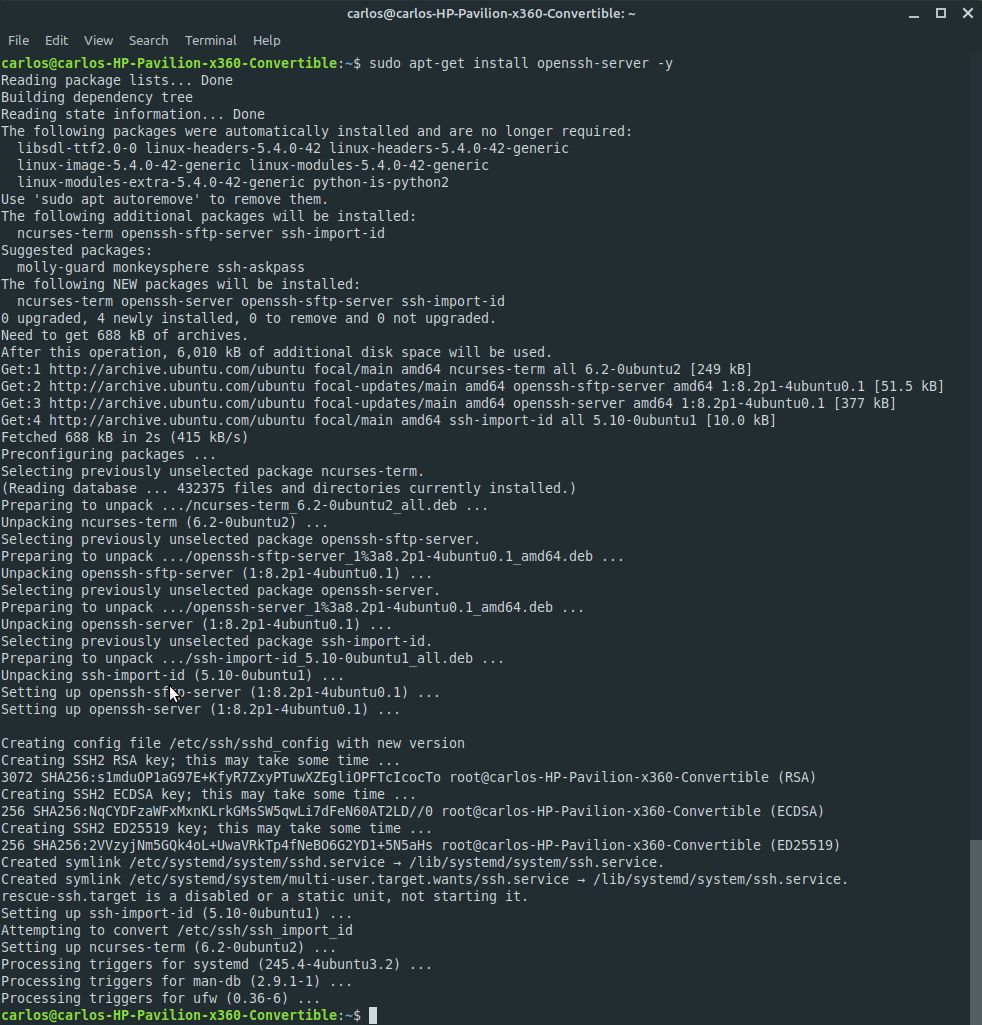 carlos@carlos-HP-Pavilion-x360-Convertible: ~
File Edit View Search Terminal Help
carlos@carlos-HP-Pavilion-x360-Convertible:~$ sudo apt-get install openssh-server -y
Reading package lists... Done
Building dependency tree
Reading state information... Done
The following packages were automatically installed and are no longer required:
  libsdl-ttf2.0-0 linux-headers-5.4.0-42 linux-headers-5.4.0-42-generic
  linux-image-5.4.0-42-generic linux-modules-5.4.0-42-generic
  linux-modules-extra-5.4.0-42-generic python-is-python2
Use 'sudo apt autoremove' to remove them.
The following additional packages will be installed:
  ncurses-term openssh-sftp-server ssh-import-id
Suggested packages:
  molly-guard monkeysphere ssh-askpass
The following NEW packages will be installed:
  ncurses-term openssh-server openssh-sftp-server ssh-import-id
0 upgraded, 4 newly installed, 0 to remove and 0 not upgraded.
Need to get 688 kB of archives.
After this operation, 6,010 kB of additional disk space will be used.
Get:1 http://archive.ubuntu.com/ubuntu focal/main amd64 ncurses-term all 6.2-0ubuntu2 [249 kB]
Get:2 http://archive.ubuntu.com/ubuntu focal-updates/main amd64 openssh-sftp-server amd64 1:8.2p1-4ubuntu0.1 [51.5 kB]
Get:3 http://archive.ubuntu.com/ubuntu focal-updates/main amd64 openssh-server amd64 1:8.2p1-4ubuntu0.1 [377 kB]
Get:4 http://archive.ubuntu.com/ubuntu focal/main amd64 ssh-import-id all 5.10-0ubuntu1 [10.0 kB]
Fetched 688 kB in 2s (415 kB/s)
Preconfiguring packages ...
Selecting previously unselected package ncurses-term.
(Reading database ... 432375 files and directories currently installed.)
Preparing to unpack .../ncurses-term_6.2-0ubuntu2_all.deb ...
Unpacking ncurses-term (6.2-0ubuntu2) ...
Selecting previously unselected package openssh-sftp-server.
Preparing to unpack .../openssh-sftp-server_1%3a8.2p1-4ubuntu0.1_amd64.deb ...
Unpacking openssh-sftp-server (1:8.2p1-4ubuntu0.1) ...
Selecting previously unselected package openssh-server.
Preparing to unpack .../openssh-server_1%3a8.2p1-4ubuntu0.1_amd64.deb ...
Unpacking openssh-server (1:8.2p1-4ubuntu0.1) ...
Selecting previously unselected package ssh-import-id.
Preparing to unpack .../ssh-import-id_5.10-0ubuntu1_all.deb ...
Unpacking ssh-import-id (5.10-0ubuntu1) ...
Setting up openssh-sftp-server (1:8.2p1-4ubuntu0.1) ...
Setting up openssh-server (1:8.2p1-4ubuntu0.1) ...

Creating config file /etc/ssh/sshd_config with new version
Creating SSH2 RSA key; this may take some time ...
3072 SHA256:s1mduOP1aG97E+KfyR7ZxyPTuwXZEgliOPFTcIcocTo root@carlos-HP-Pavilion-x360-Convertible (RSA)
Creating SSH2 ECDSA key; this may take some time ...
256 SHA256:NqCYDFzaWFxMxnKLrkGMsSW5qwLi7dFeN60AT2LD//0 root@carlos-HP-Pavilion-x360-Convertible (ECDSA)
Creating SSH2 ED25519 key; this may take some time ...
256 SHA256:2VVzyjNm5GQk4oL+UwaVRkTp4fNeBO6G2YD1+5N5aHs root@carlos-HP-Pavilion-x360-Convertible (ED25519)
Created symlink /etc/systemd/system/sshd.service → /lib/systemd/system/ssh.service.
Created symlink /etc/systemd/system/multi-user.target.wants/ssh.service → /lib/systemd/system/ssh.service.
rescue-ssh.target is a disabled or a static unit, not starting it.
Setting up ssh-import-id (5.10-0ubuntu1) ...
Attempting to convert /etc/ssh/ssh_import_id
Setting up ncurses-term (6.2-0ubuntu2) ...
Processing triggers for systemd (245.4-4ubuntu3.2) ...
Processing triggers for man-db (2.9.1-1) ...
Processing triggers for ufw (0.36-6) ...
carlos@carlos-HP-Pavilion-x360-Convertible:~$